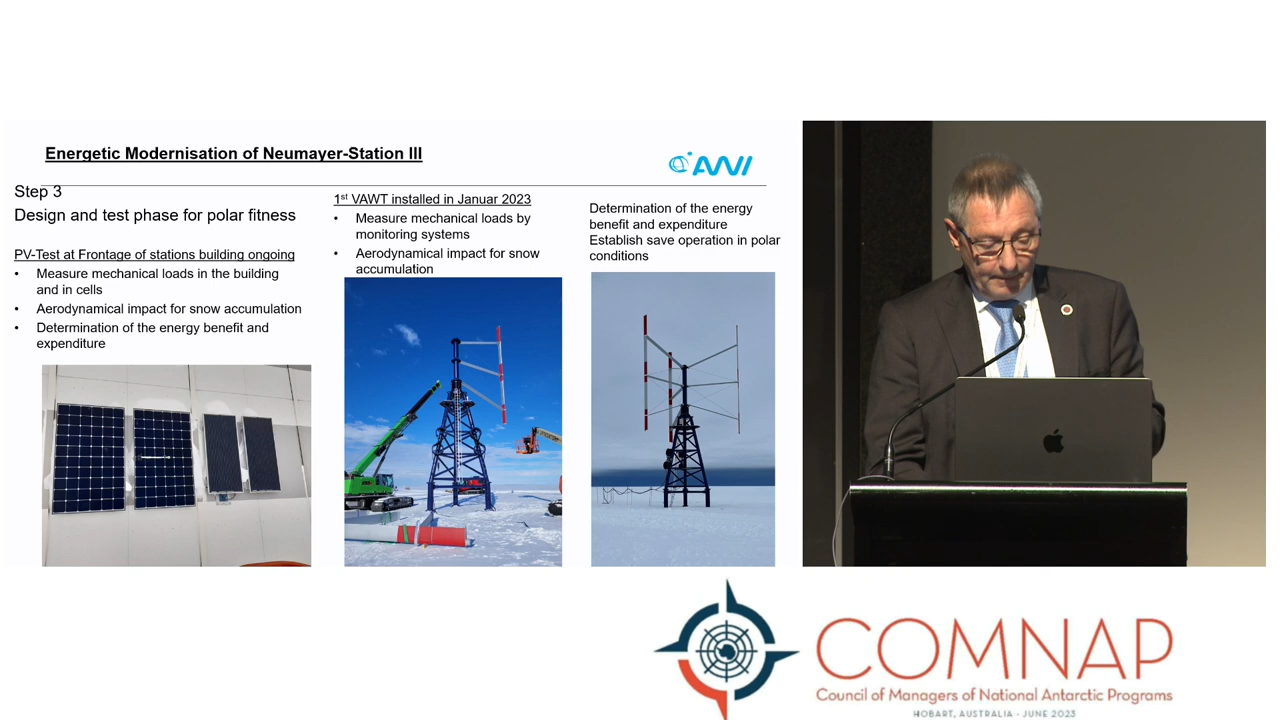 Energetic Modernisation of Neumayer-Station III
AWI
Step 3
Design and test phase for polar fitness
PV-Test at Frontage of stations building ongoing
• Measure mechanical loads in the building
and in cells
• Aerodynamical impact for snow accumulation
• Determination of the energy benefit and
expenditure
1st VAWT installed in Januar 2023
• Measure mechanical loads by
monitoring systems
• Aerodynamical impact for snow
accumulation
Determination of the energy
benefit and expenditure
Establish save operation in polar
conditions
COMNAP
Council of Managers of National Antarctic Programs
HOBART, AUSTRALIA - JUNE 2023